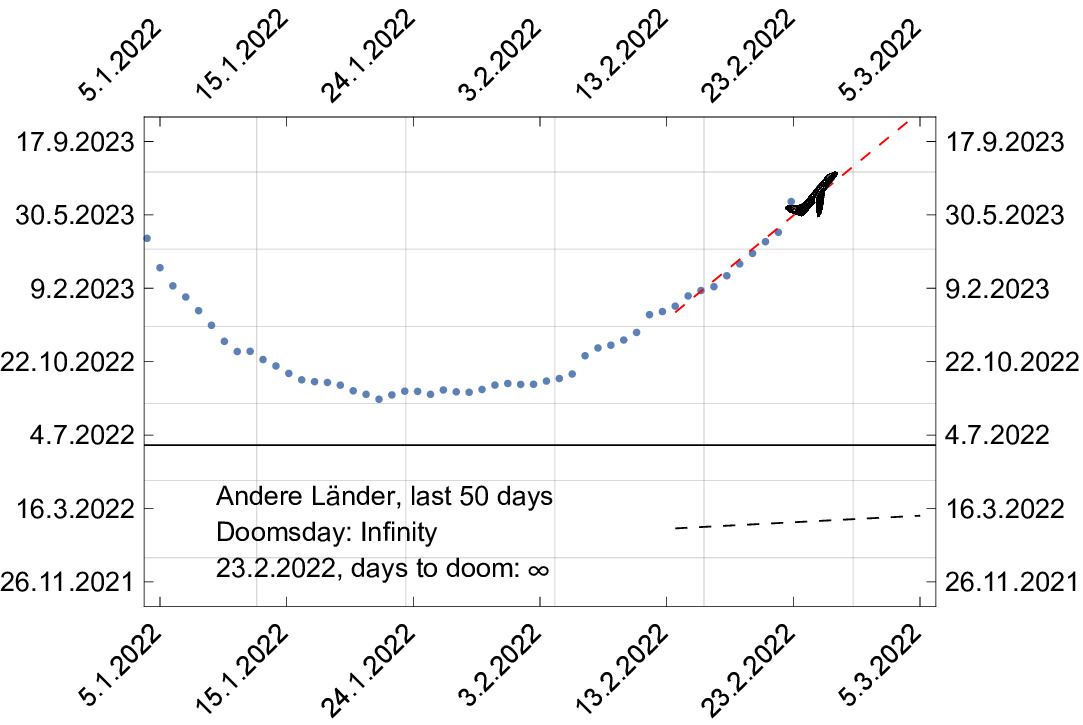 5.1.2022 15.1.2022 24.1.2022 3.2.2022 13.2.2022 23.2.2022 5.3.2022
17.9.2023 17.9.2023
30.5.2023 30.5.2023
9.2.2023 9.2.2023
22.10.2022 22.10.2022
4.7.2022 4.7.2022
Andere Länder, last 50 days
16.3.2022 16.3.2022
Doomsday: Infinity
23.2.2022, days to doom: ∞
26.11.2021 26.11.2021
5.1.2022 15.1.2022 24.1.2022 3.2.2022 13.2.2022 23.2.2022 5.3.2022